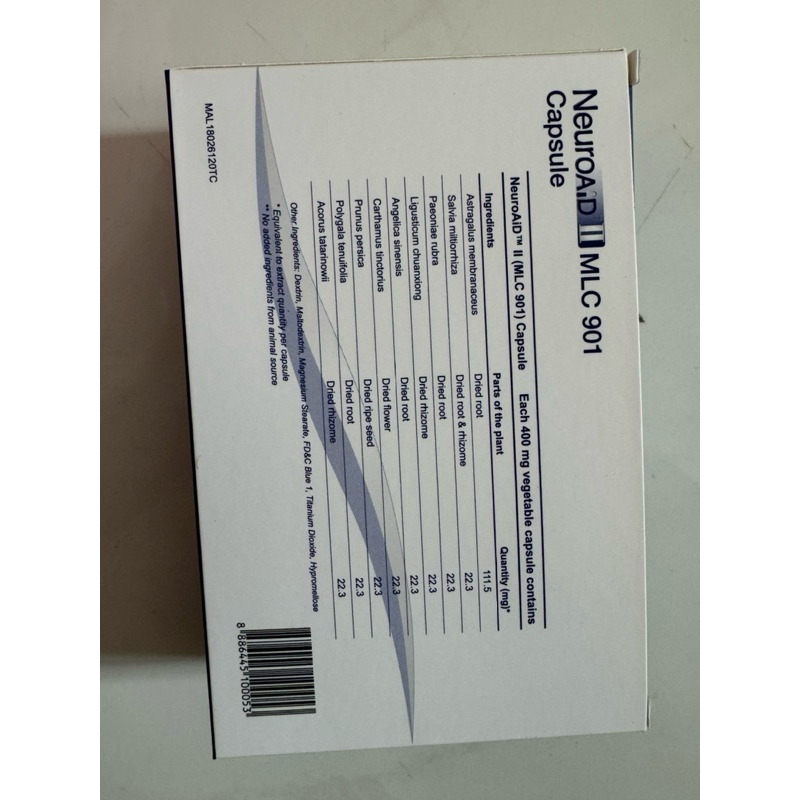 NeuroAiD II MLC 901
Capsule
NeuroAiD™ II (MLC 901) Capsule Each 400 mg vegetable capsule contains
Ingredients Parts of the plant Quantity (mg)*
Astragalus membranaceus Dried root 111.5
Salvia miltiorrhiza Dried root & rhizome 22.3
Paeoniae rubra Dried root 22.3
Ligusticum chuanxiong Dried rhizome 22.3
Angelica sinensis Dried root 22.3
Carthamus tinctorius Dried flower 22.3
Prunus persica Dried ripe seed 22.3
Polygala tenuifolia Dried root 22.3
Acorus tatarinowii Dried rhizome 22.3
Other Ingredients: Dextrin, Maltodextrin, Magnesium Stearate, FD&C Blue 1, Titanium Dioxide, Hypromellose
* Equivalent to extract quantity per capsule
** No added ingredients from animal source
MAL18026120TC
8 886445 100053